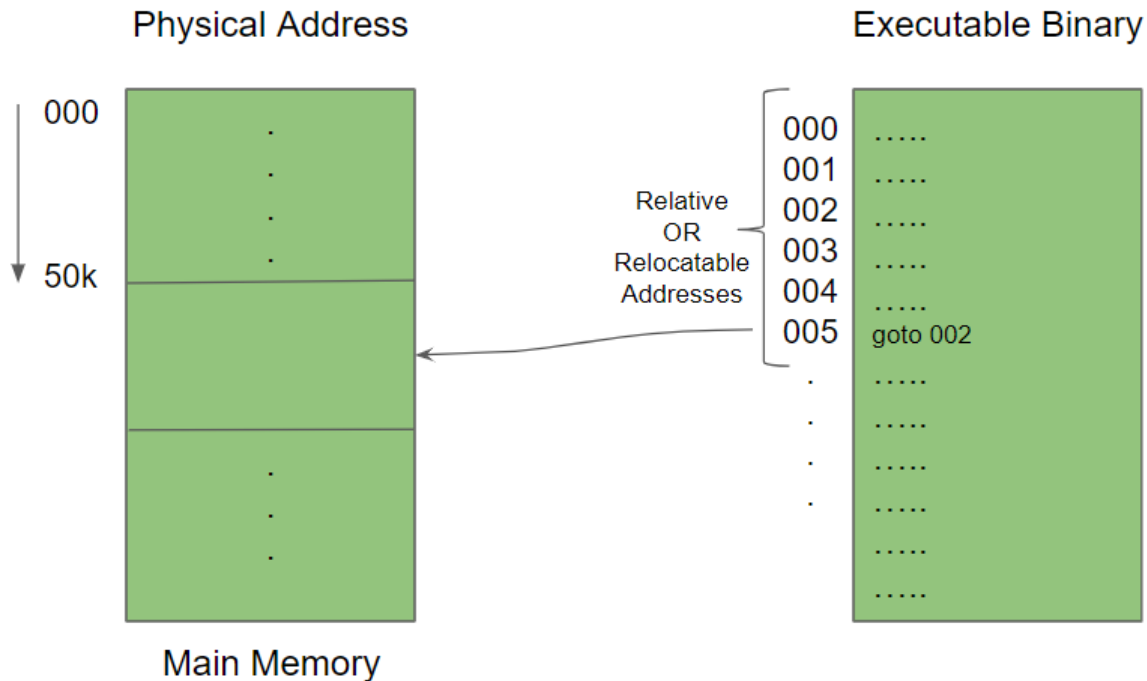 Physical Address
Executable Binary
000
.
.
.
.
50k
.
.
.
Main Memory
Relative
OR
Relocatable
Addresses
000 .....
001 .....
002 .....
003 .....
004 .....
005 goto 002
. .....
. .....
. .....
. .....
.....
.....